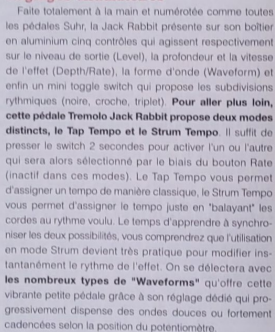 Faite totalement à la main et numérotée comme toutes
les pédales Suhr, la Jack Rabbit présente sur son boîtier
en aluminium cinq contrôles qui agissent respectivement
sur le niveau de sortie (Level), la profondeur et la vitesse
de l'effet (Depth/Rate), la forme d'onde (Waveform) et
enfin un mini toggle switch qui propose les subdivisions
rythmiques (noire, croche, triplet). Pour aller plus loin,
cette pédale Tremolo Jack Rabbit propose deux modes
distincts, le Tap Tempo et le Strum Tempo. Il suffit de
presser le switch 2 secondes pour activer l'un ou l'autre
qui sera alors sélectionné par le biais du bouton Rate
(inactif dans ces modes). Le Tap Tempo vous permet
d'assigner un tempo de manière classique, le Strum Tempo
vous permet d'assigner le tempo juste en "balayant" les
cordes au rythme voulu. Le temps d'apprendre à synchro-
niser les deux possibilités, vous comprendrez que l'utilisation
en mode Strum devient très pratique pour modifier ins-
tantanément le rythme de l'effet. On se délectera avec
les nombreux types de "Waveforms" qu'offre cette
vibrante petite pédale grâce à son réglage dédié qui pro-
gressivement dispense des ondes douces ou fortement
cadencées selon la position du potentiomètre.